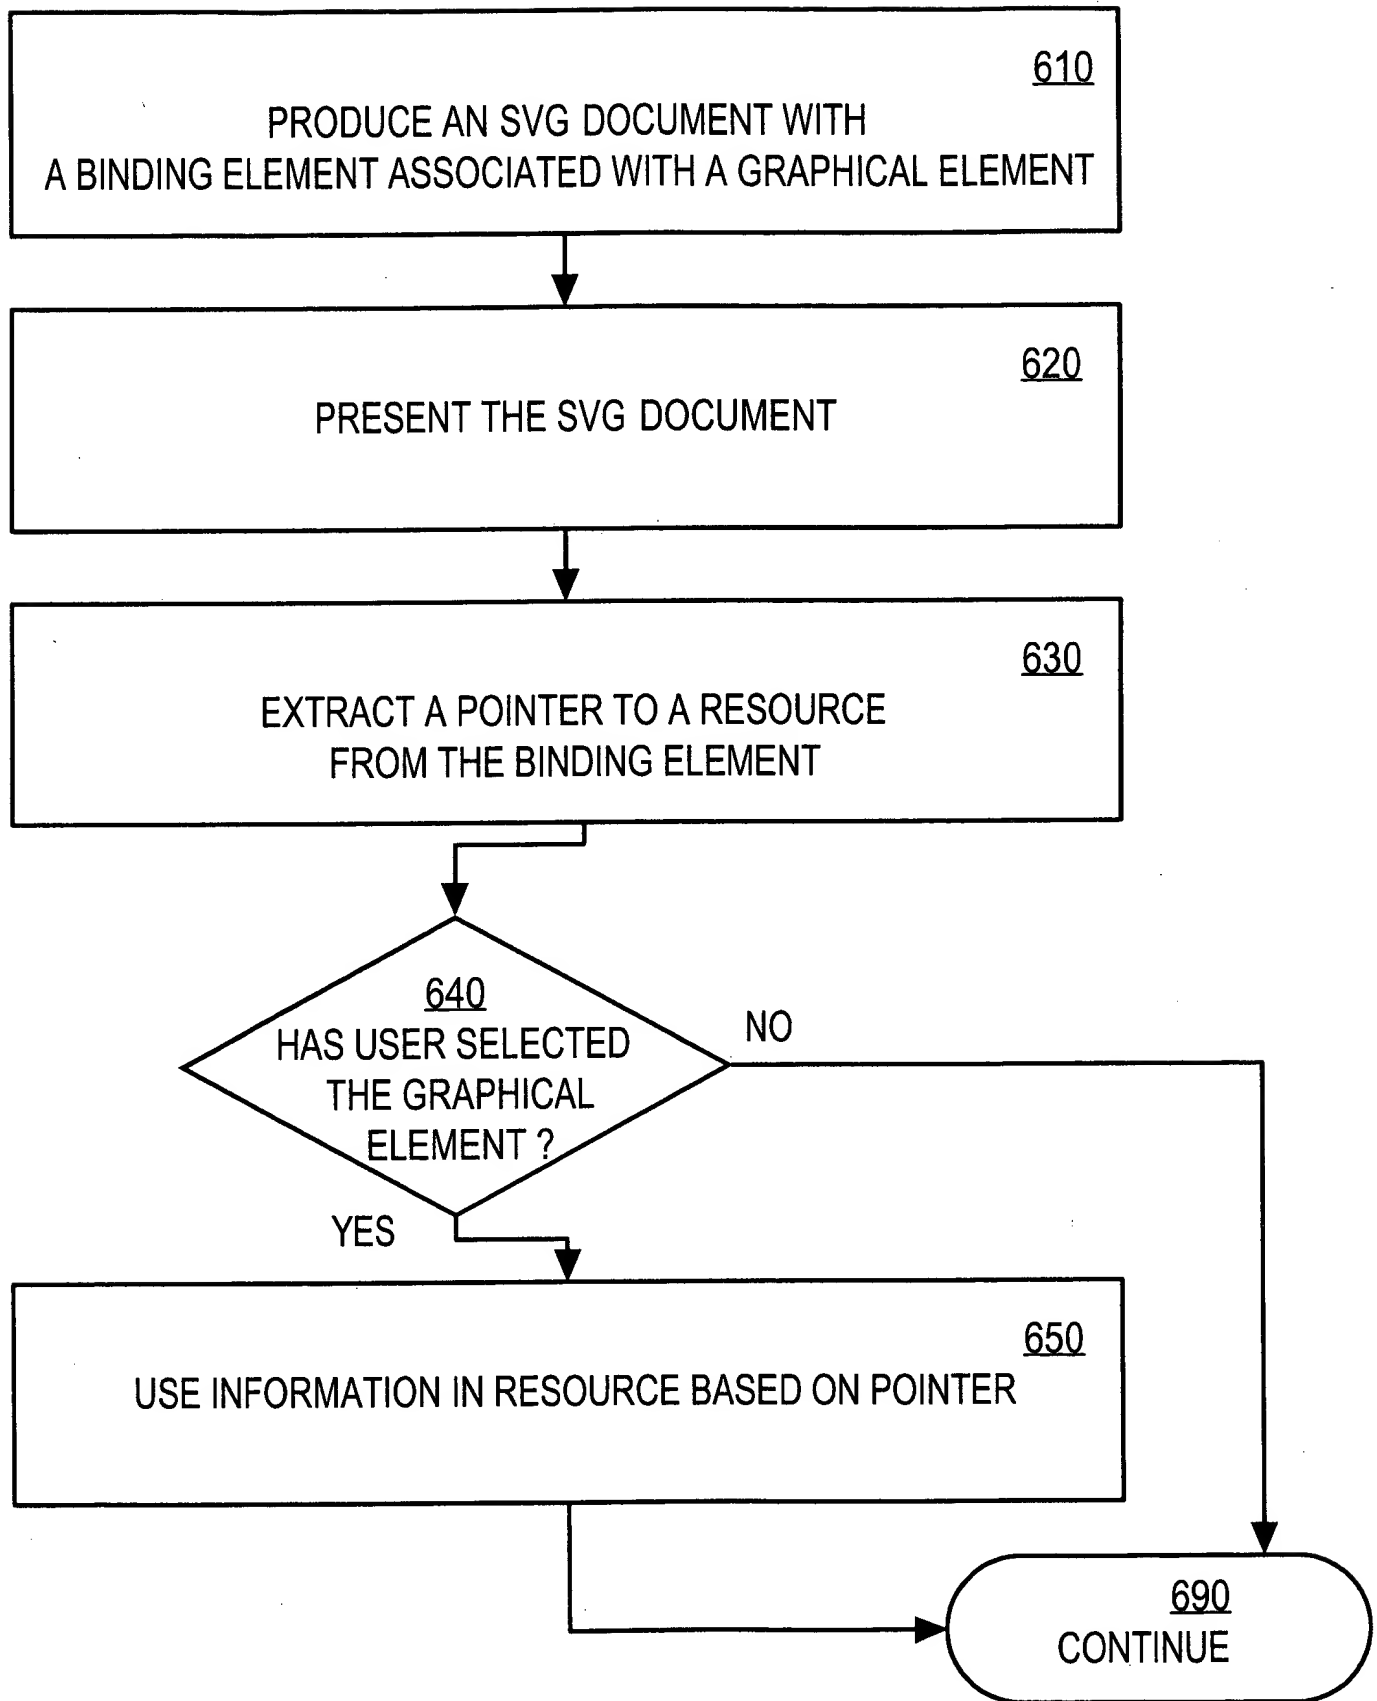 610
PRODUCE AN SVG DOCUMENT WITH
A BINDING ELEMENT ASSOCIATED WITH A GRAPHICAL ELEMENT
620
PRESENT THE SVG DOCUMENT
630
EXTRACT A POINTER TO A RESOURCE
FROM THE BINDING ELEMENT
640
HAS USER SELECTED
THE GRAPHICAL
ELEMENT ?
NO
YES
650
USE INFORMATION IN RESOURCE BASED ON POINTER
690
CONTINUE